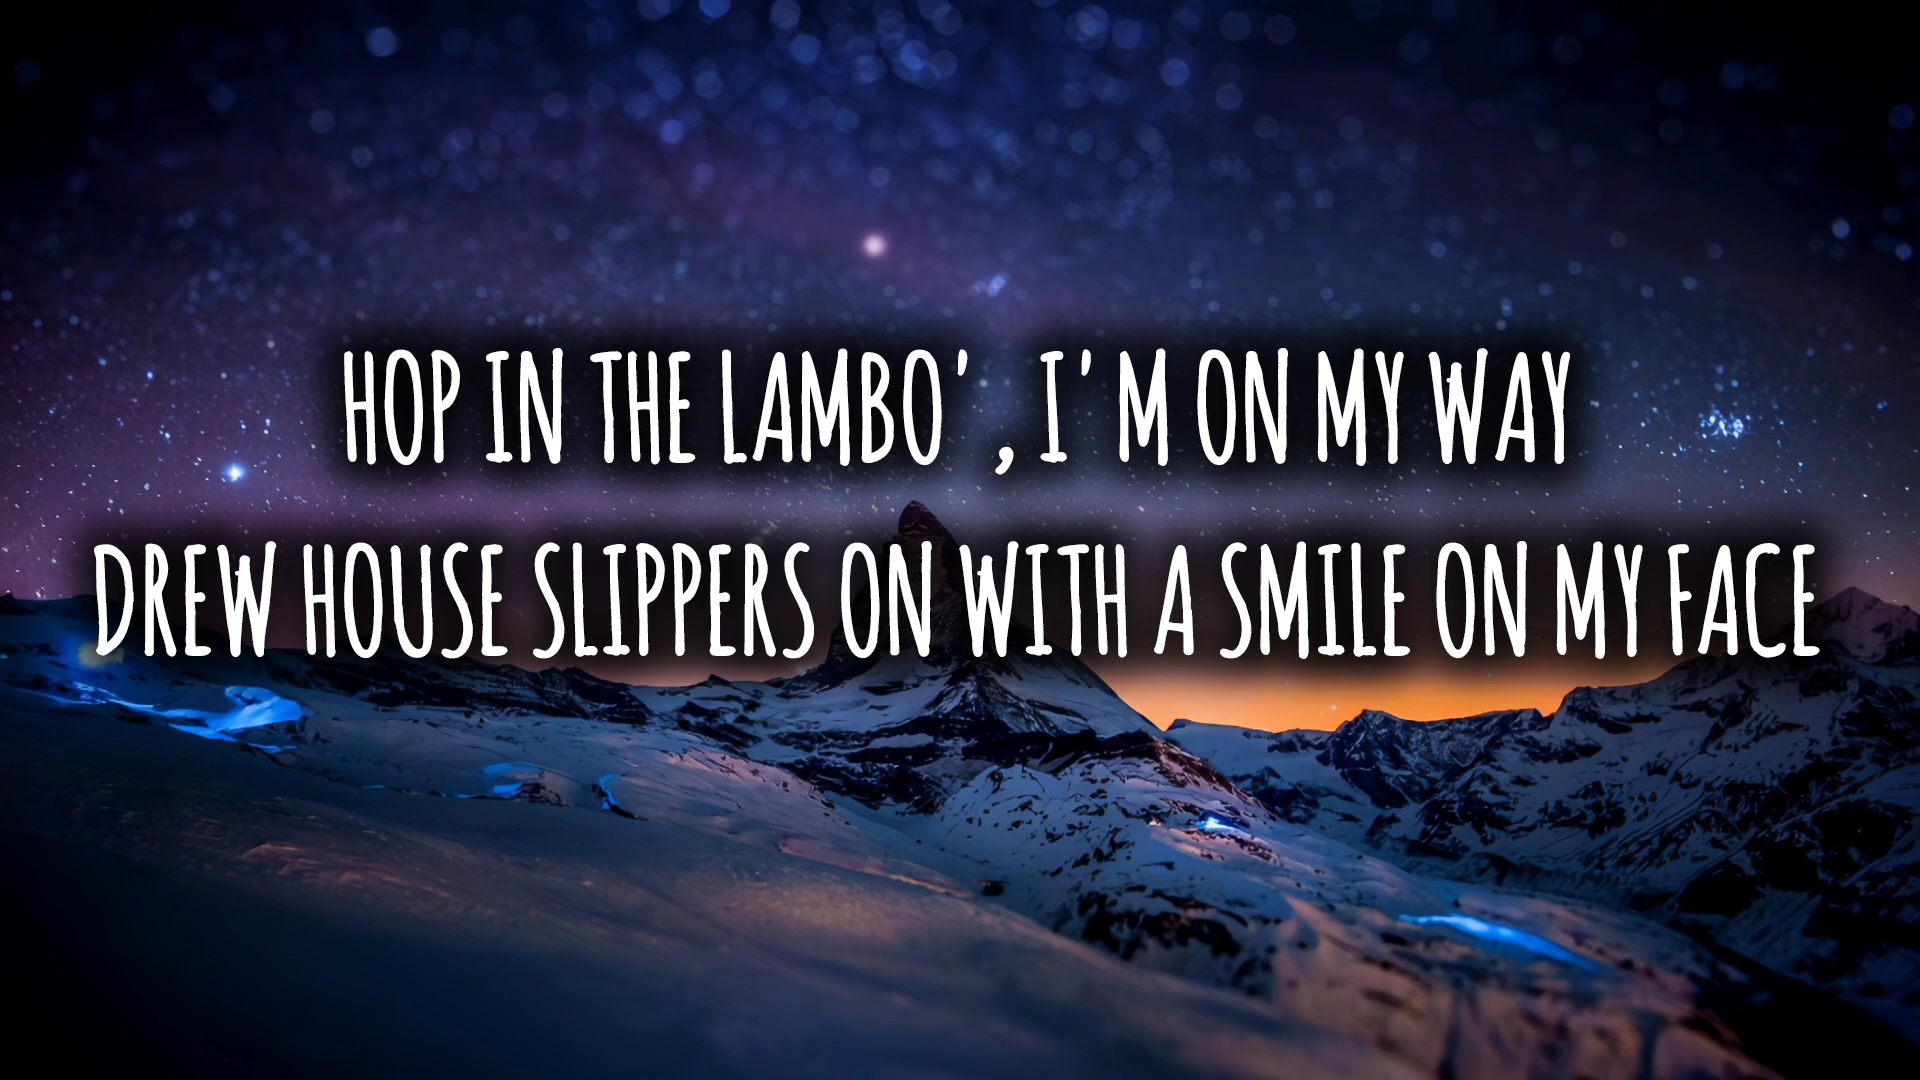 HOP IN THE LAMBO', I'M ON MY WAY
DREW HOUSE SLIPPERS ON WITH A SMILE ON MY FACE